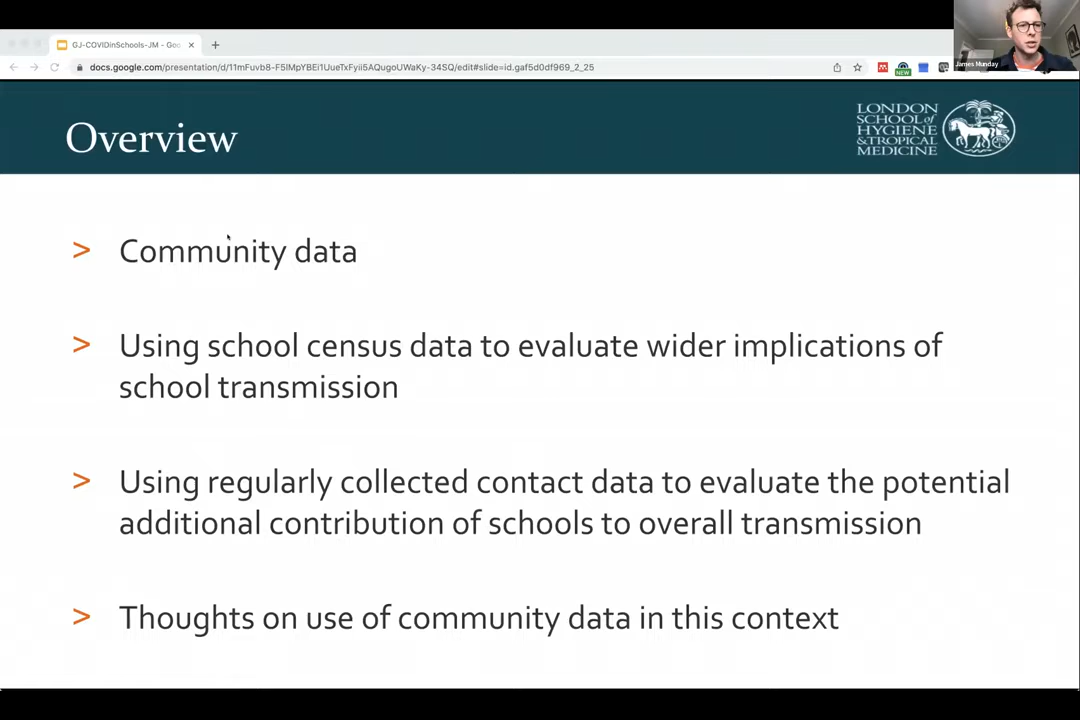 GJ-COVIDinSchools-JM - Goo
docs.google.com/presentation/d/11mFuvb8-F5IMpYBEi1UueTxFyii5AQugoUWaKy-34SQ/edit#slide=id.gaf5d0df969_2_25
NEW
James Munday
Overview
LONDON
SCHOOL of
HYGIENE
& TROPICAL
MEDICINE
> Community data
> Using school census data to evaluate wider implications of
school transmission
> Using regularly collected contact data to evaluate the potential
additional contribution of schools to overall transmission
> Thoughts on use of community data in this context